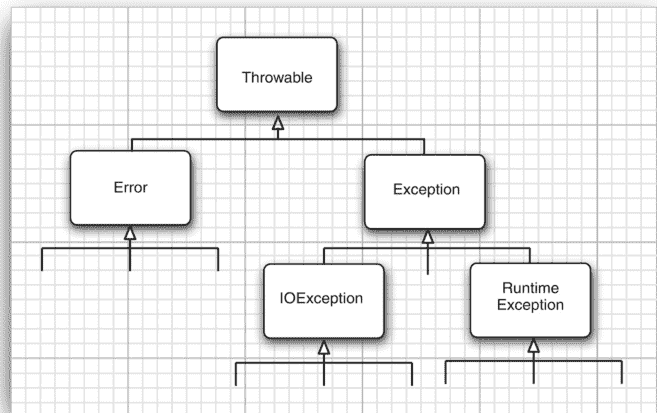 Throwable
Error
Exception
IOException
Runtime
Exception